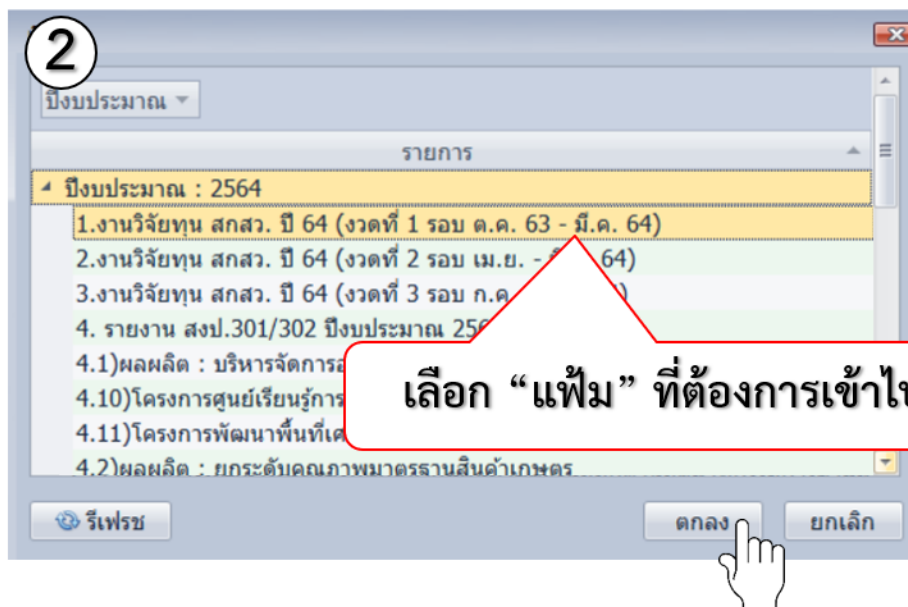 2
ปีงบประมาณ
รายการ
ปีงบประมาณ : 2564
1.งานวิจัยทุน สกสว. ปี 64 (งวดที่ 1 รอบ ต.ค. 63 - มี.ค. 64)
2.งานวิจัยทุน สกสว. ปี 64 (งวดที่ 2 รอบ เม.ย. - 64)
3.งานวิจัยทุน สกสว. ปี 64 (งวดที่ 3 รอบ ก.ค.
4. รายงาน สงป.301/302 ปีงบประมาณ
4.1)ผลผลิต : บริหารจัดการ
4.10)โครงการศูนย์เรียนรู้การ
4.11)โครงการพัฒนาพื้นที่
4.2)ผลผลิต : ยกระดับคุณภาพมาตรฐานสินค้าเกษตร
เลือก “แฟ้ม” ที่ต้องการเข้า
รีเฟรช ตกลง ยกเลิก